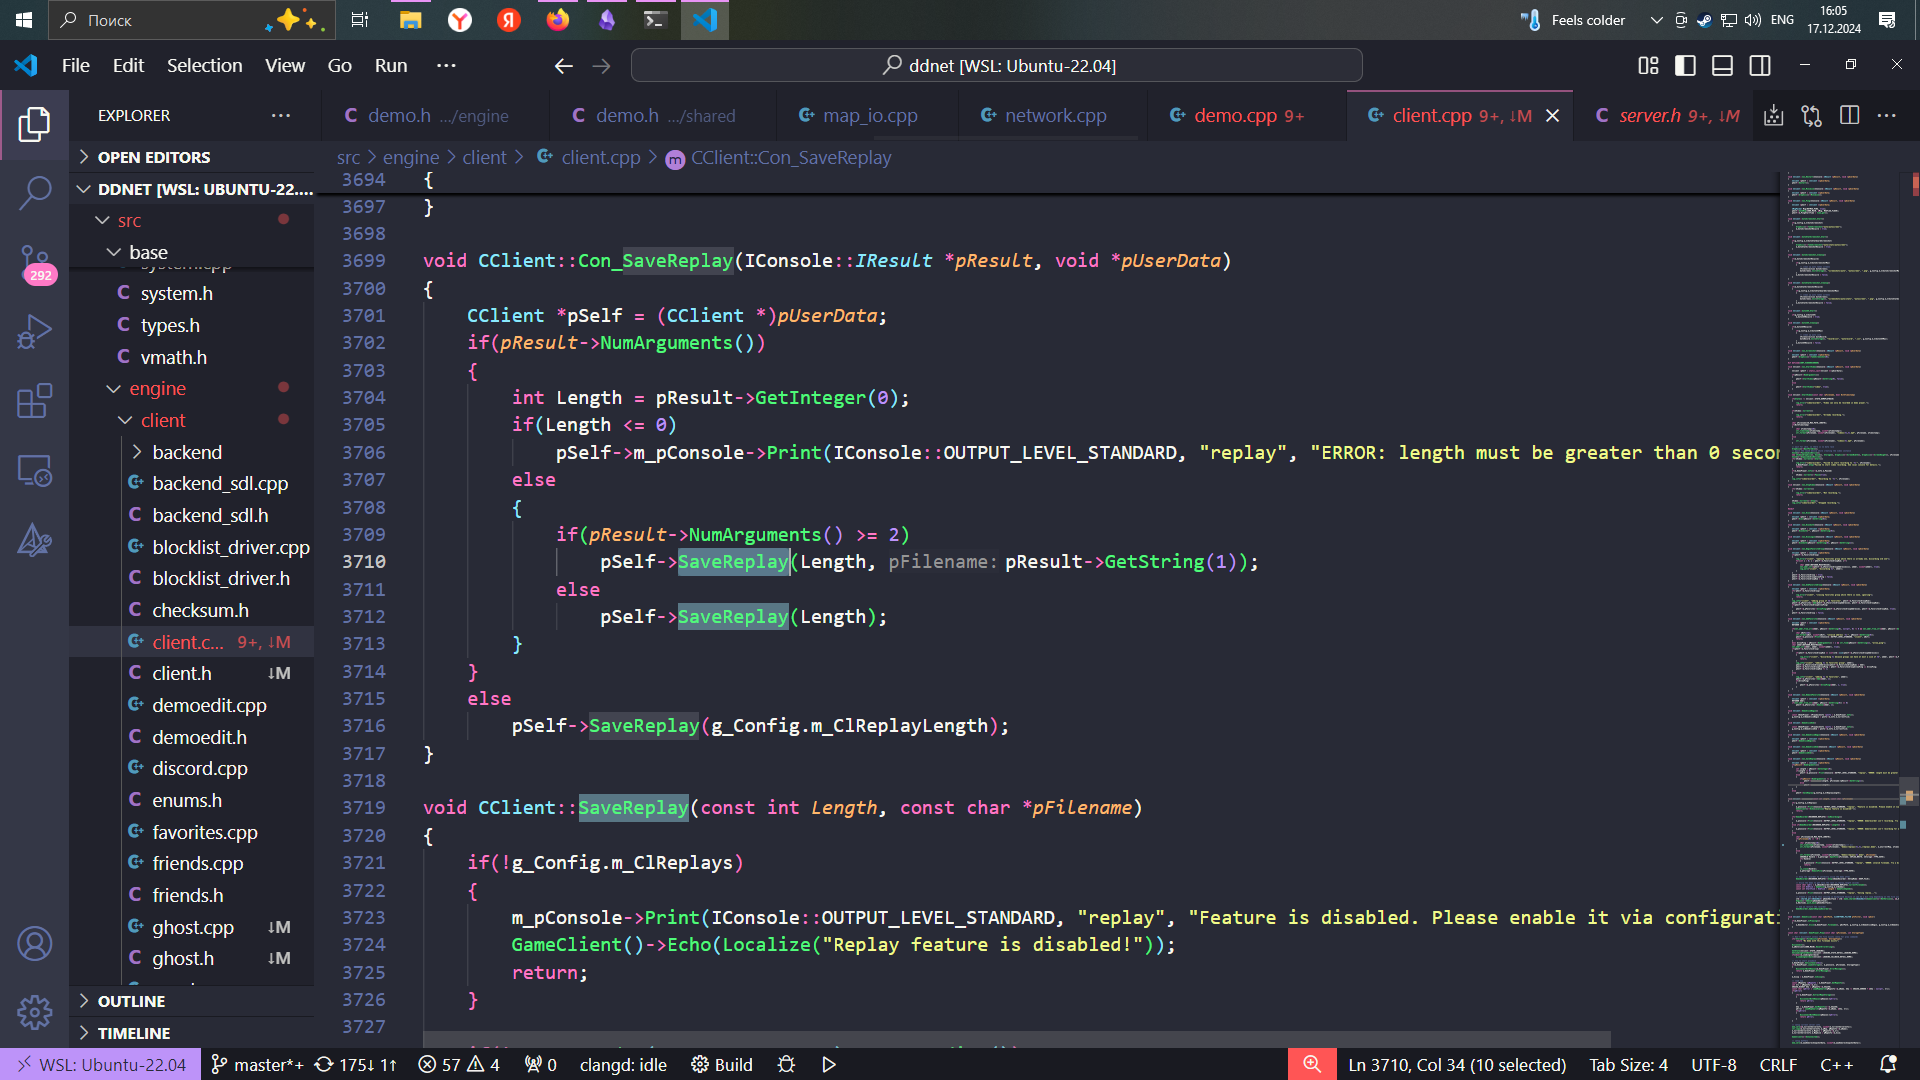 Поиск
Feels colder
ENG
16:05
17.12.2024
File Edit Selection View Go Run ···
ddnet [WSL: Ubuntu-22.04]
EXPLORER
demo.h .../engine
demo.h .../shared
map_io.cpp
network.cpp
demo.cpp 9+
client.cpp 9+, ↓M
server.h 9+, ↓M
OPEN EDITORS
DDNET [WSL: UBUNTU-22....
src
base
system.cpp
system.h
types.h
vmath.h
engine
client
backend
backend_sdl.cpp
backend_sdl.h
blocklist_driver.cpp
blocklist_driver.h
checksum.h
client.c... 9+, ↓M
client.h ↓M
demoedit.cpp
demoedit.h
discord.cpp
enums.h
favorites.cpp
friends.cpp
friends.h
ghost.cpp ↓M
ghost.h ↓M
OUTLINE
TIMELINE
292
src > engine > client > client.cpp > CClient::Con_SaveReplay
3694 {
3697 }
3698
3699 void CClient::Con_SaveReplay(IConsole::IResult *pResult, void *pUserData)
3700 {
3701 CClient *pSelf = (CClient *)pUserData;
3702 if(pResult->NumArguments())
3703 {
3704 int Length = pResult->GetInteger(0);
3705 if(Length <= 0)
3706 pSelf->m_pConsole->Print(IConsole::OUTPUT_LEVEL_STANDARD, "replay", "ERROR: length must be greater than 0 secon
3707 else
3708 {
3709 if(pResult->NumArguments() >= 2)
3710 pSelf->SaveReplay(Length, pFilename: pResult->GetString(1));
3711 else
3712 pSelf->SaveReplay(Length);
3713 }
3714 }
3715 else
3716 pSelf->SaveReplay(g_Config.m_ClReplayLength);
3717 }
3718
3719 void CClient::SaveReplay(const int Length, const char *pFilename)
3720 {
3721 if(!g_Config.m_ClReplays)
3722 {
3723 m_pConsole->Print(IConsole::OUTPUT_LEVEL_STANDARD, "replay", "Feature is disabled. Please enable it via configurati
3724 GameClient()->Echo(Localize("Replay feature is disabled!"));
3725 return;
3726 }
3727
WSL: Ubuntu-22.04 master*+ 175↓ 1↑ 57 4 0 clangd: idle Build
Ln 3710, Col 34 (10 selected) Tab Size: 4 UTF-8 CRLF C++